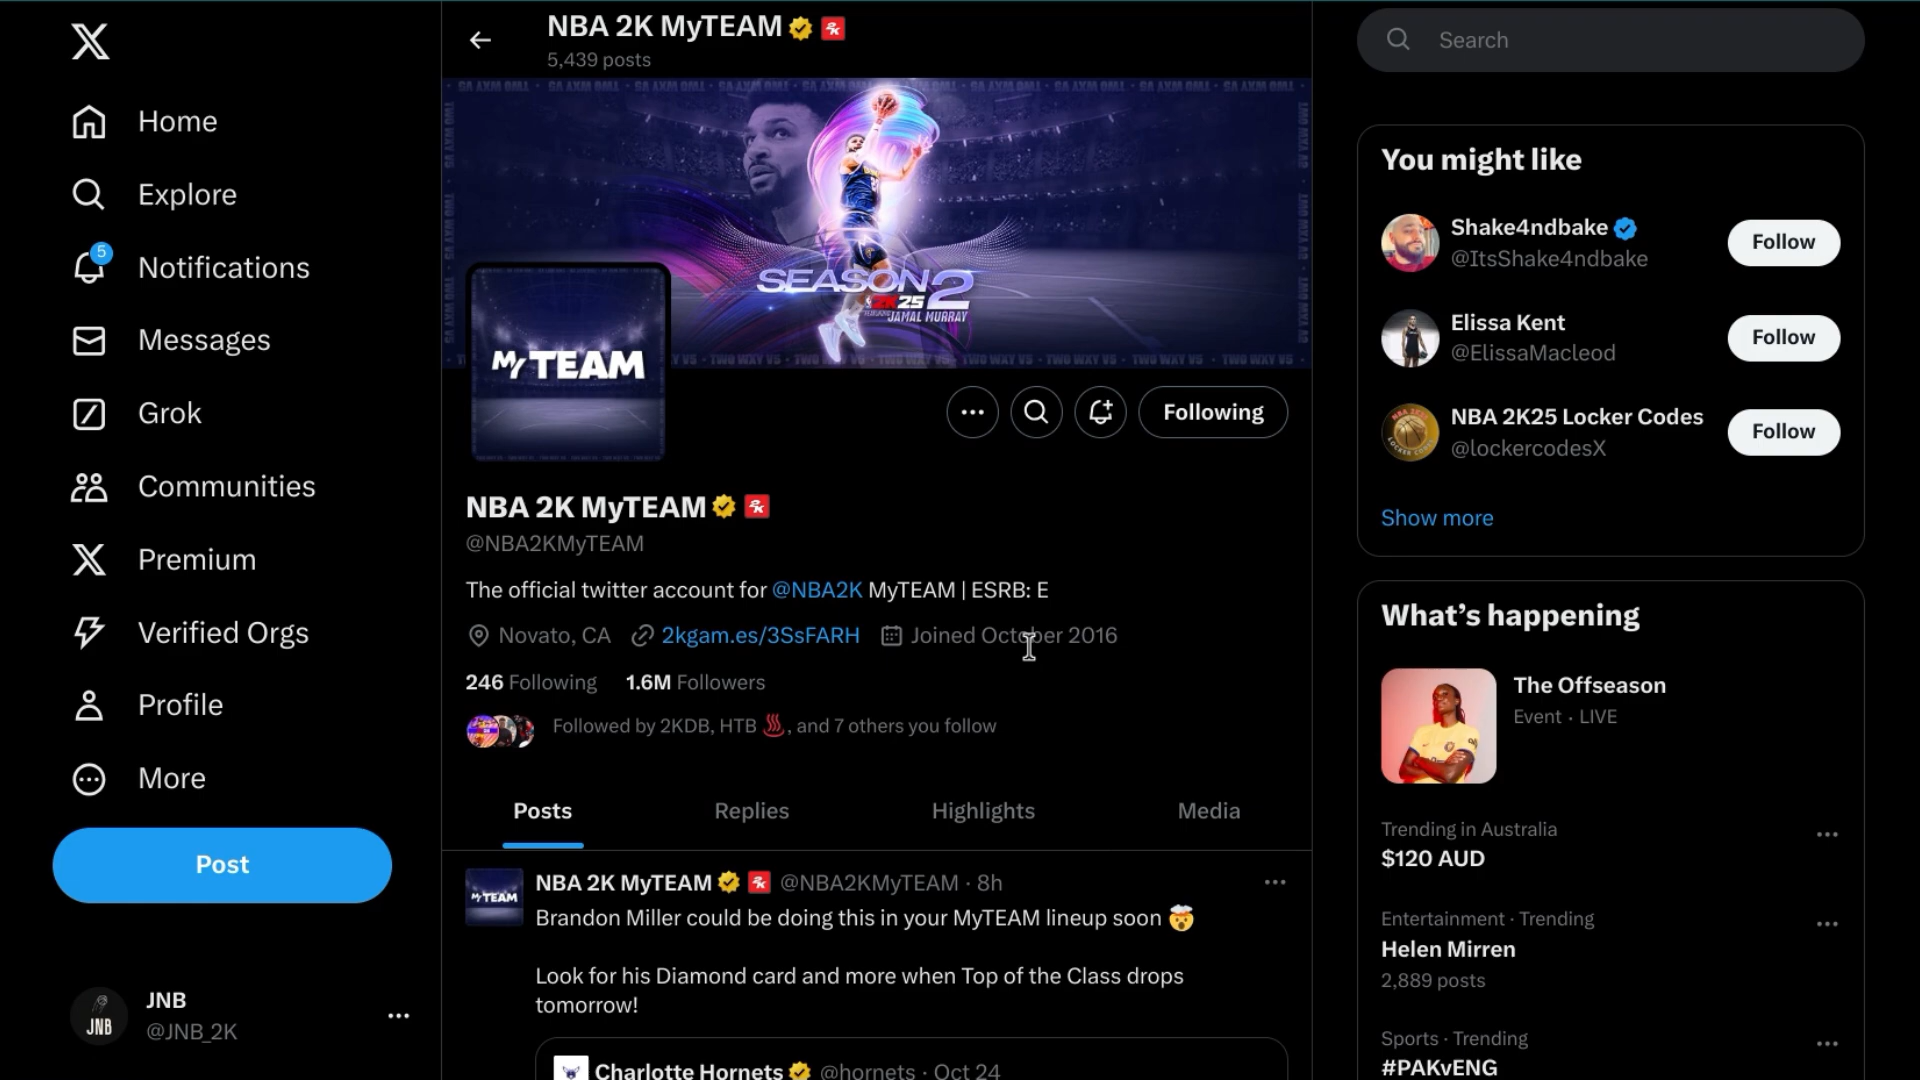 Home
Explore
5
Notifications
Messages
Grok
Communities
Premium
Verified Orgs
Profile
More
Post
JNB
JNB
@JNB_2K
NBA 2K MyTEAM
5,439 posts
SEASON 2
2K25
JAMAL MURRAY
MyTEAM
Following
NBA 2K MyTEAM
@NBA2KMyTEAM
The official twitter account for @NBA2K MyTEAM | ESRB: E
Novato, CA 2kgam.es/3SsFARH Joined October 2016
246 Following 1.6M Followers
Followed by 2KDB, HTB ♨️, and 7 others you follow
Posts Replies Highlights Media
MyTEAM
NBA 2K MyTEAM @NBA2KMyTEAM · 8h
Brandon Miller could be doing this in your MyTEAM lineup soon 🤯
Look for his Diamond card and more when Top of the Class drops
tomorrow!
Charlotte Hornets @hornets · Oct 24
Search
You might like
Shake4ndbake
@ItsShake4ndbake
Follow
Elissa Kent
@ElissaMacleod
Follow
NBA 2K25 Locker Codes
@lockercodesX
Follow
Show more
What's happening
The Offseason
Event · LIVE
Trending in Australia
$120 AUD
Entertainment · Trending
Helen Mirren
2,889 posts
Sports · Trending
#PAKvENG